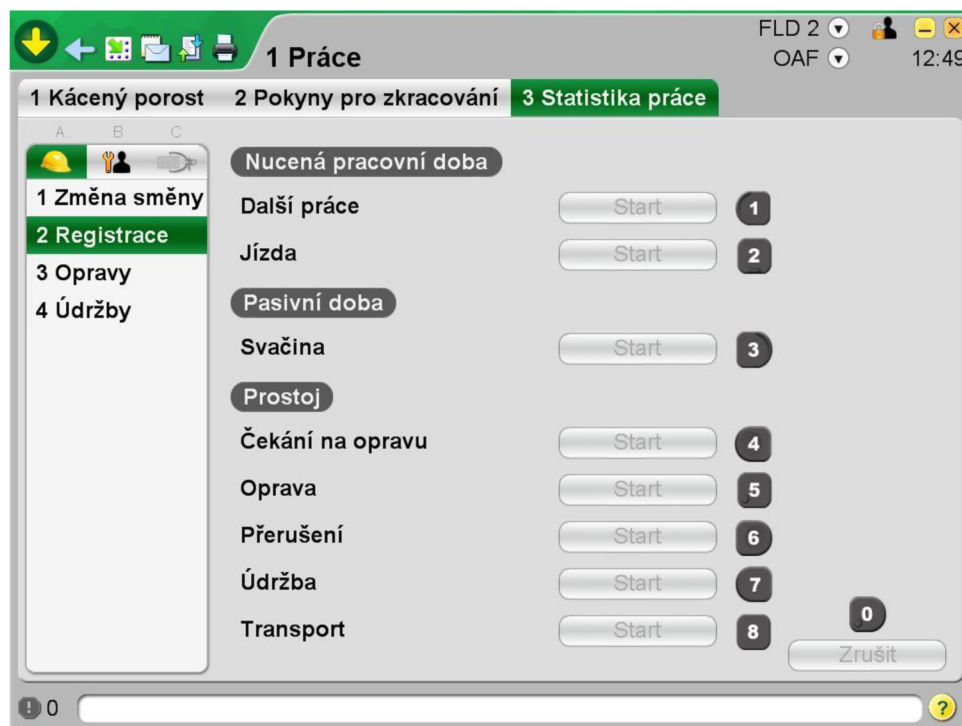 FLD 2
1 Práce
OAF
12:49
1 Kácený porost 2 Pokyny pro zkracování 3 Statistika práce
A B C
1 Změna směny
2 Registrace
3 Opravy
4 Údržby
Nucená pracovní doba
Další práce Start 1
Jízda Start 2
Pasivní doba
Svačina Start 3
Prostoj
Čekání na opravu Start 4
Oprava Start 5
Přerušení Start 6
Údržba Start 7
Transport Start 8
0
Zrušit
! 0
?